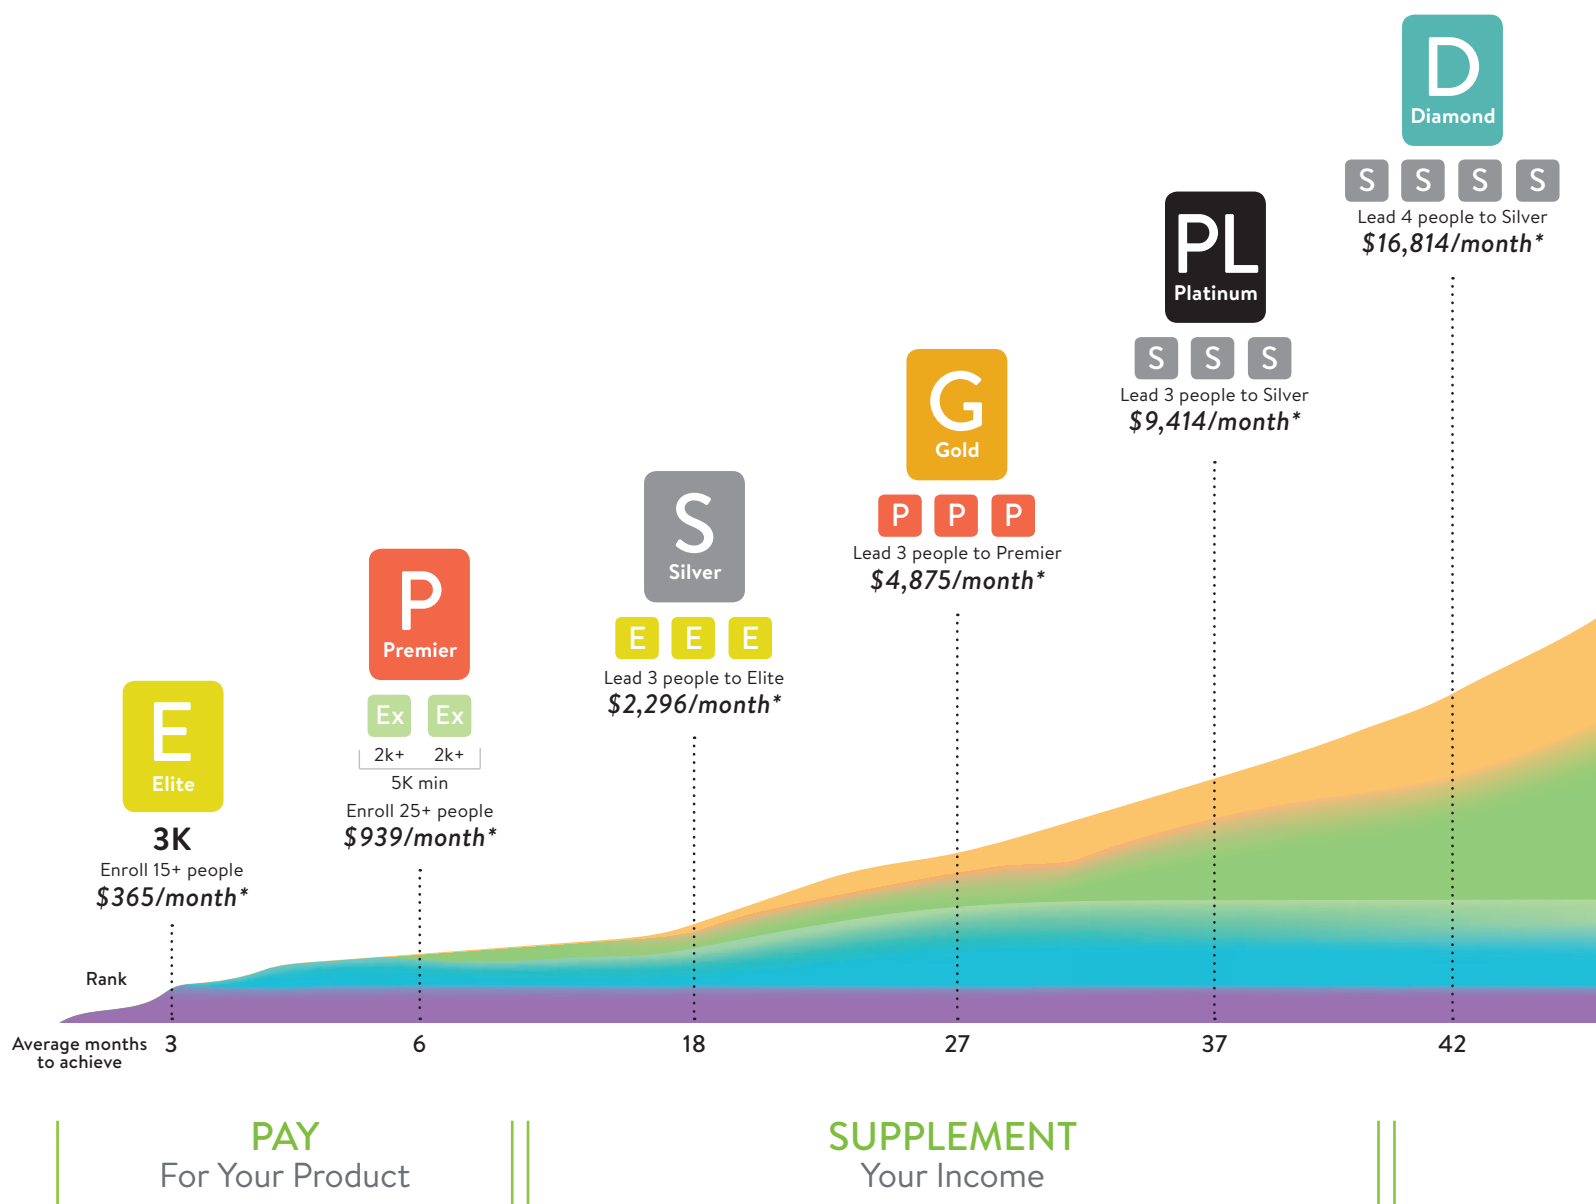 D
Diamond
S S S S
Lead 4 people to Silver
$16,814/month*
PL
Platinum
S S S
Lead 3 people to Silver
$9,414/month*
G
Gold
P P P
Lead 3 people to Premier
$4,875/month*
S
Silver
E E E
Lead 3 people to Elite
$2,296/month*
P
Premier
Ex Ex
2k+ 2k+
5K min
Enroll 25+ people
$939/month*
E
Elite
3K
Enroll 15+ people
$365/month*
Rank
Average months
to achieve
3 6 18 27 37 42
PAY
For Your Product
SUPPLEMENT
Your Income